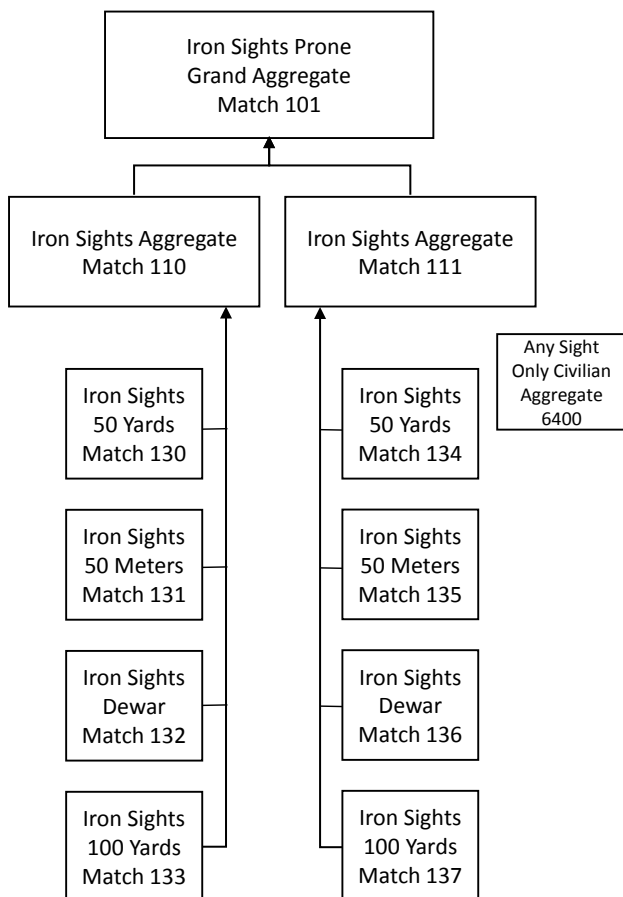 Iron Sights Prone
Grand Aggregate
Match 101
Iron Sights Aggregate
Match 110
Iron Sights Aggregate
Match 111
Any Sight
Only Civilian
Aggregate
6400
Iron Sights
50 Yards
Match 130
Iron Sights
50 Yards
Match 134
Iron Sights
50 Meters
Match 131
Iron Sights
50 Meters
Match 135
Iron Sights
Dewar
Match 132
Iron Sights
Dewar
Match 136
Iron Sights
100 Yards
Match 133
Iron Sights
100 Yards
Match 137